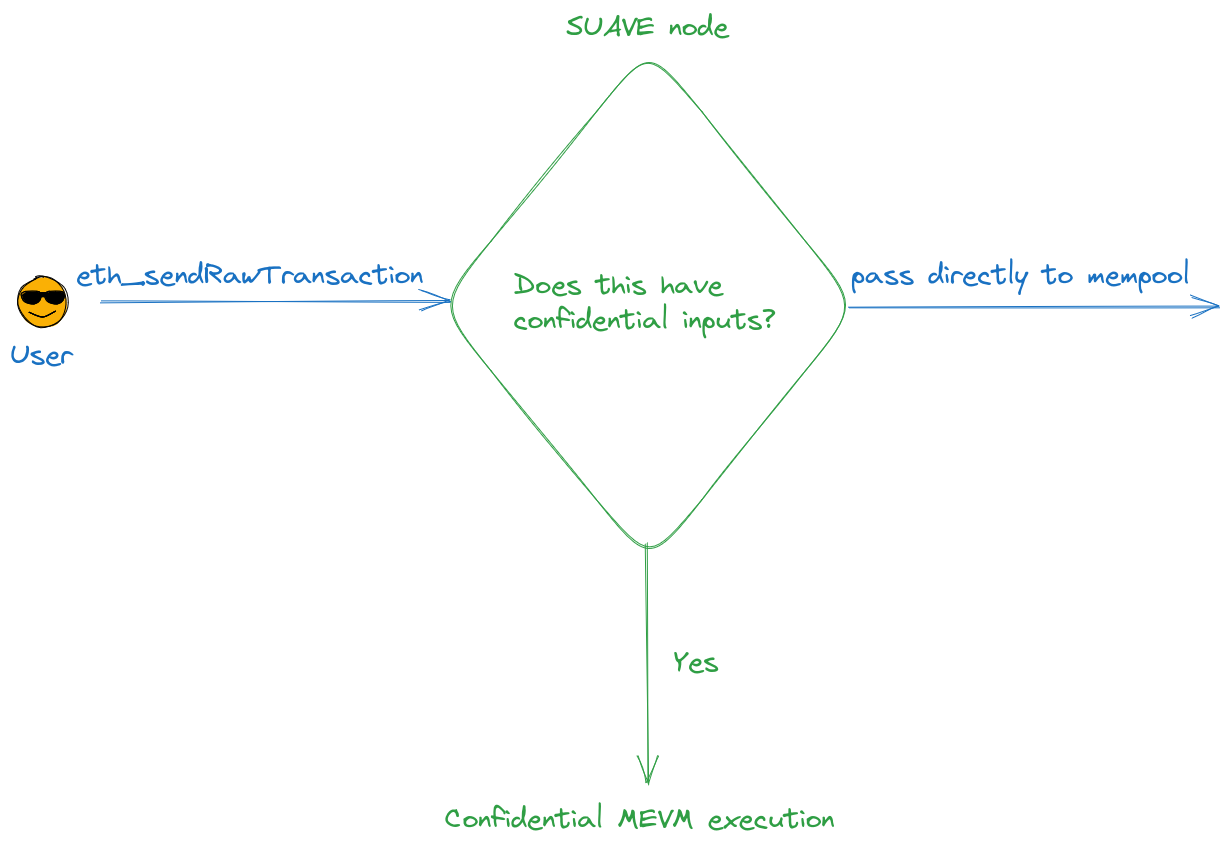 SUAVE node
eth_sendRawTransaction
User
Does this have
confidential inputs?
pass directly to mempool
Yes
Confidential MEVM execution